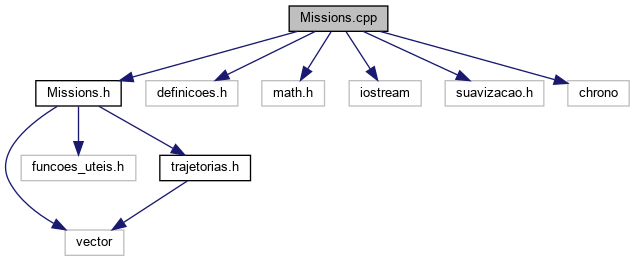 Missions.cpp
Missions.h
definicoes.h
math.h
iostream
suavizacao.h
chrono
funcoes_uteis.h
trajetorias.h
vector